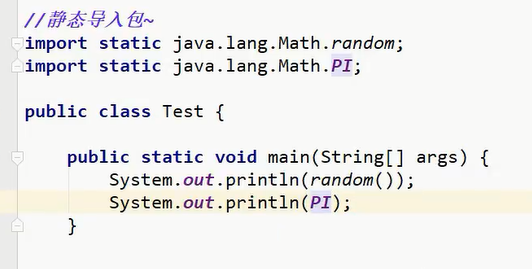 //静态导入包~
import static java.lang.Math.random;
import static java.lang.Math.PI;
public class Test {
public static void main(String[] args) {
System.out.println(random());
System.out.println(PI);
}